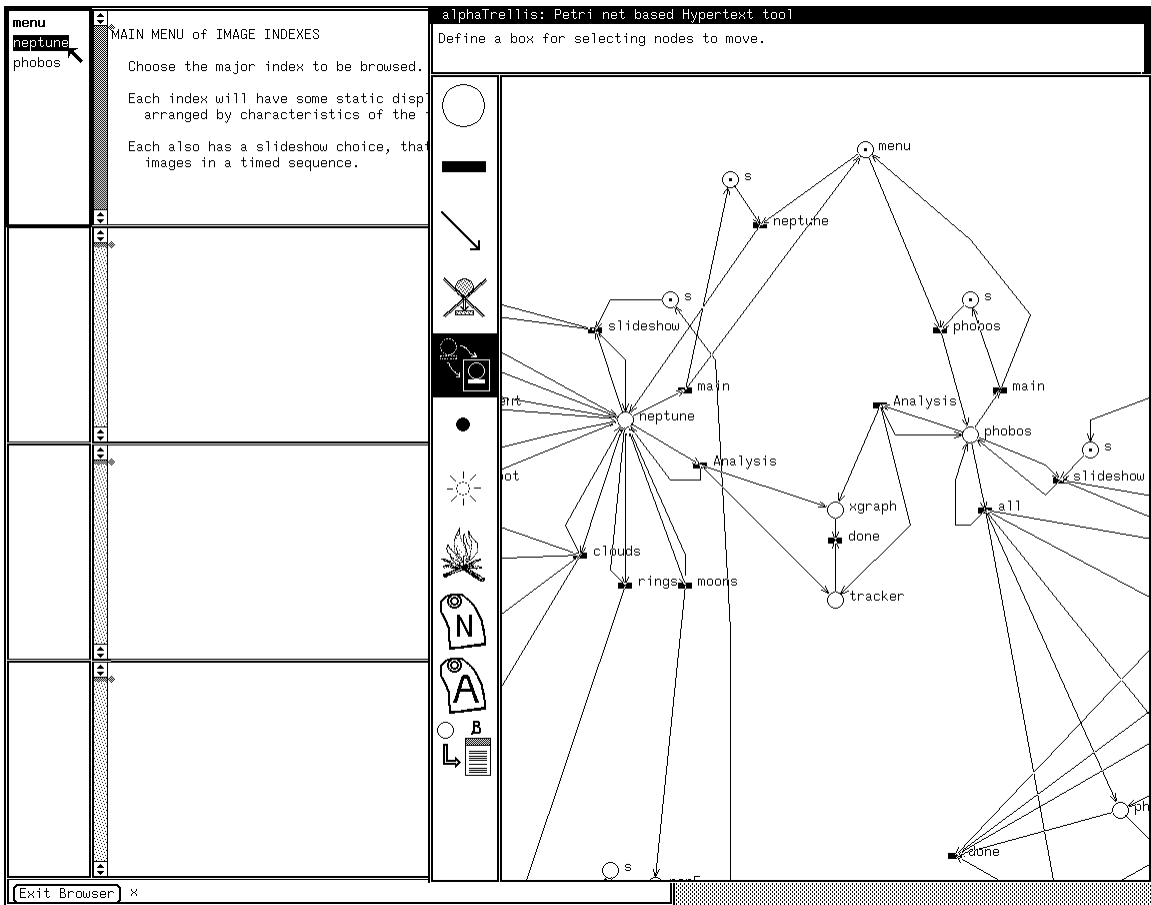 menu
neptune
phobos
MAIN MENU of IMAGE INDEXES
Choose the major index to be browsed.
Each index will have some static disp
arranged by characteristics of the
Each also has a slideshow choice, that
images in a timed sequence.
alphaTrellis: Petri net based Hypertext tool
Define a box for selecting nodes to move.
N
A
B
menu
s
neptune
s
s
slideshow
phobos
main
main
Analysis
neptune
phobos
s
Analysis
slideshow
xgraph
all
done
clouds
rings
moons
tracker
ph
done
s
Exit Browser
x